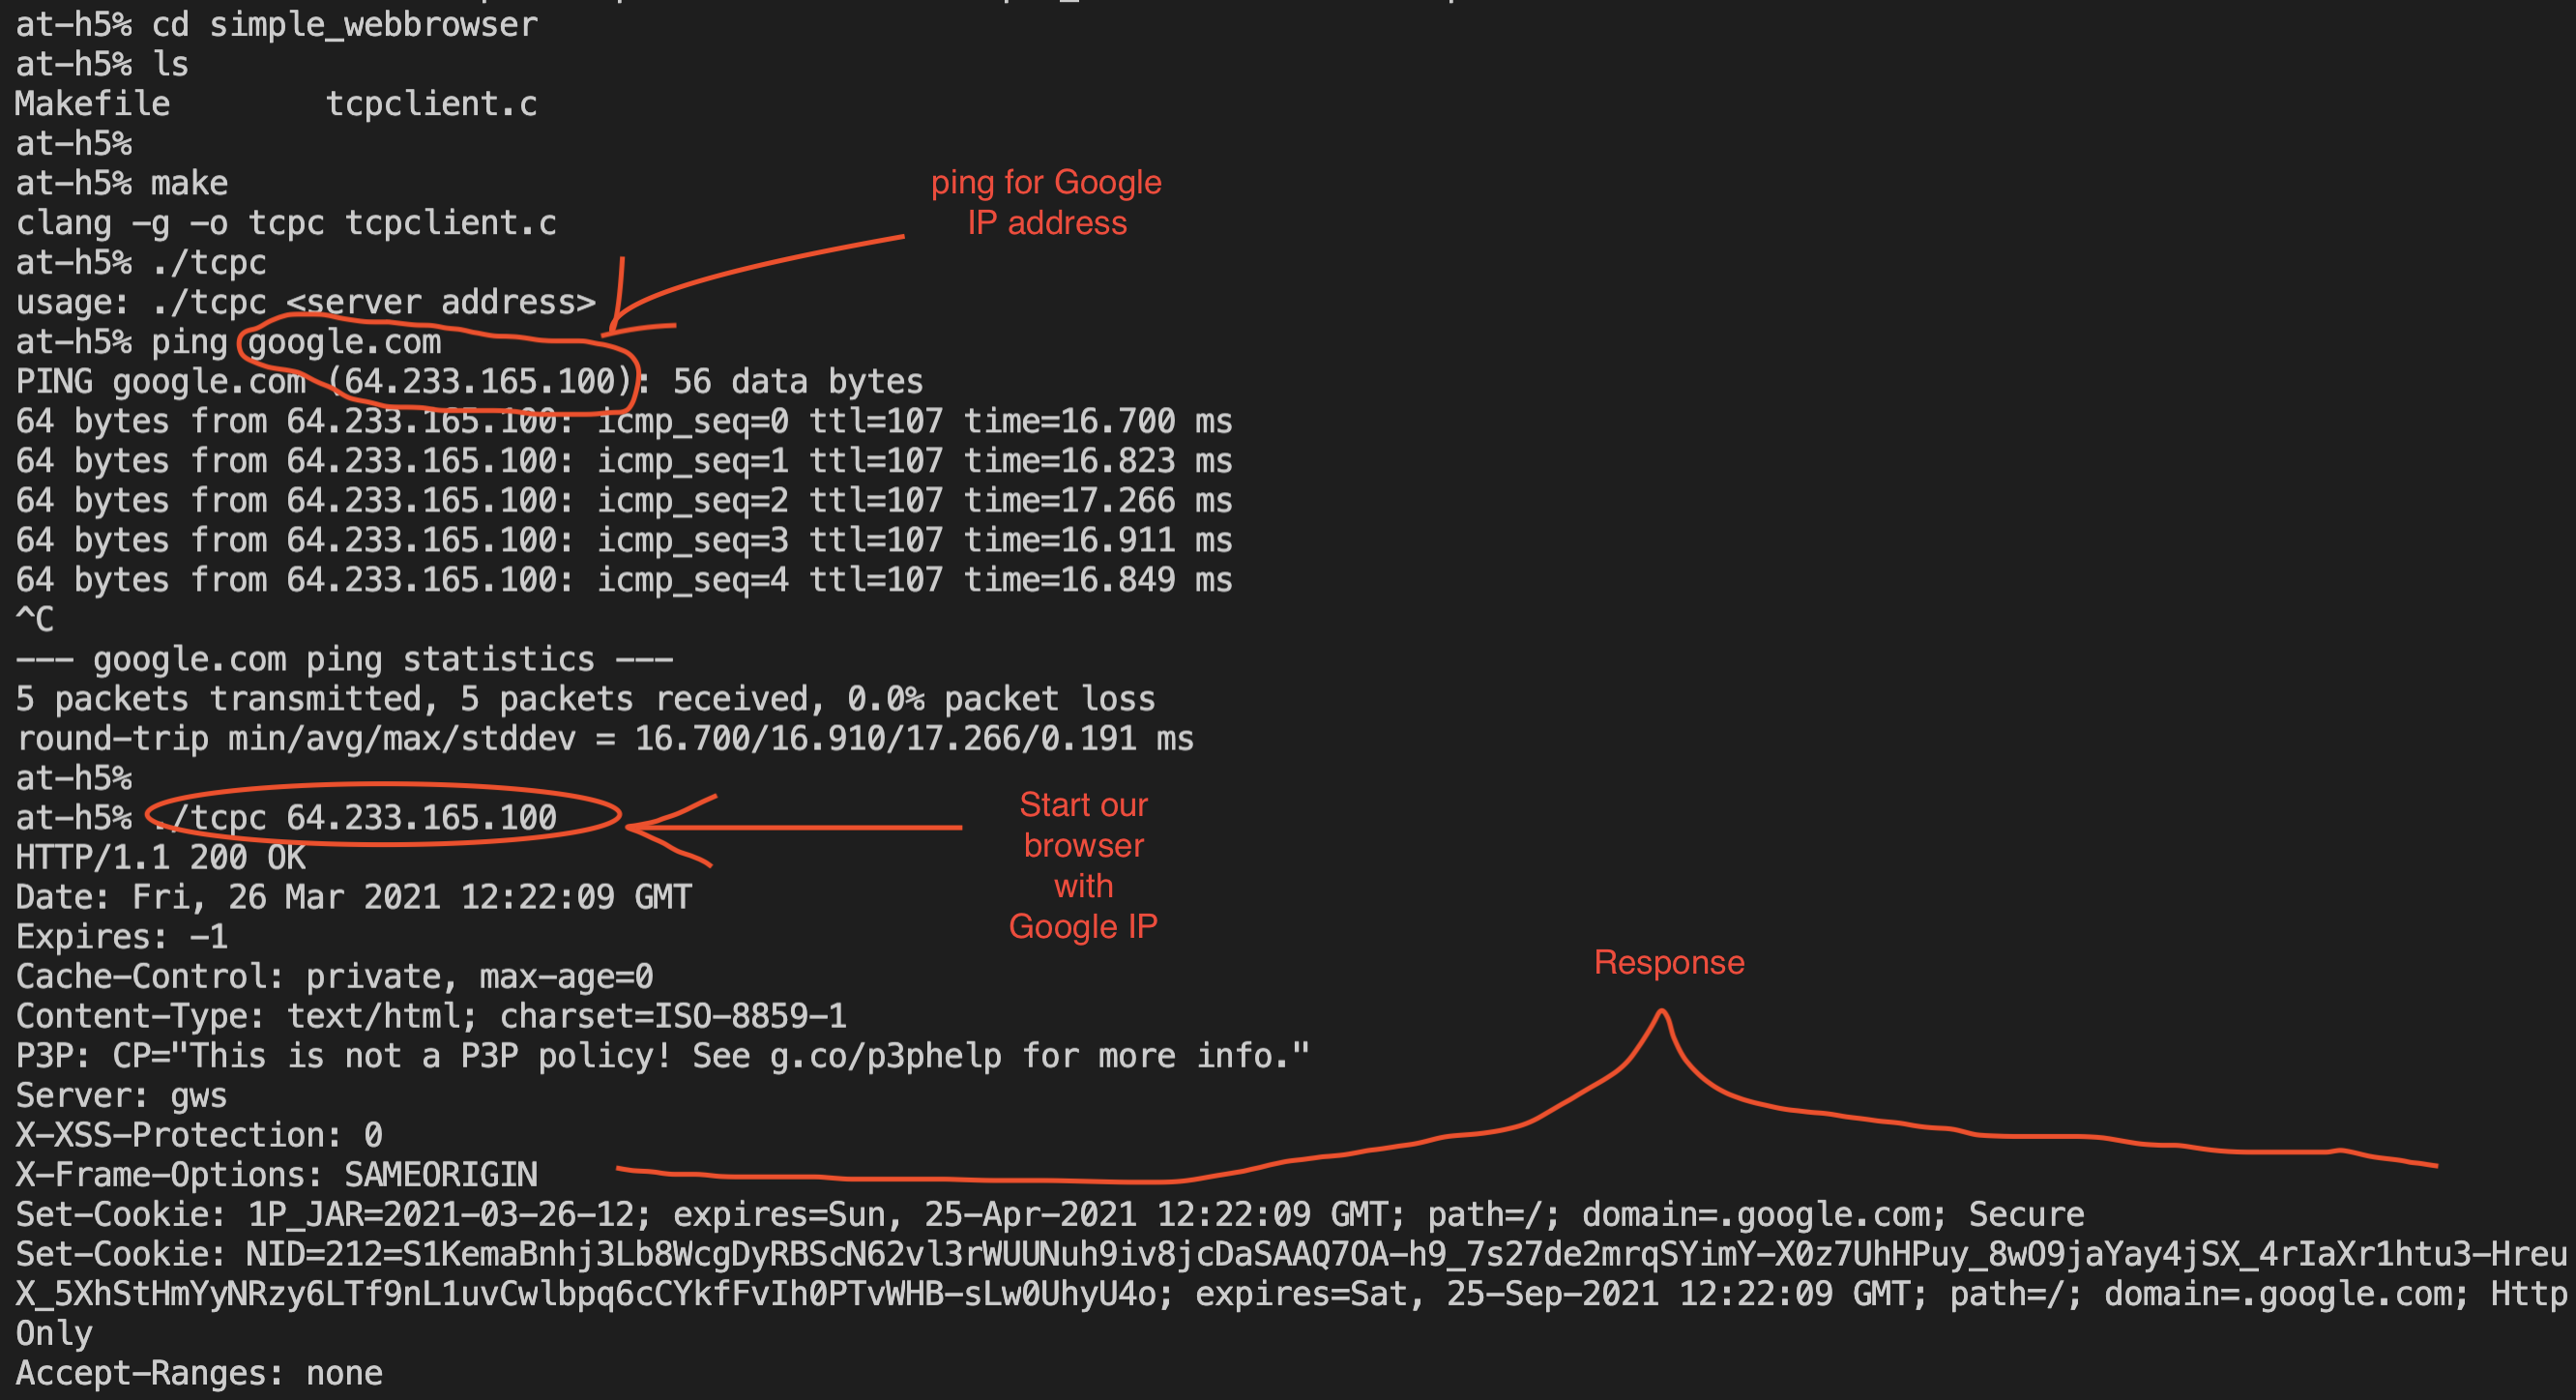 at-h5% cd simple_webbrowser
at-h5% ls
Makefile        tcpclient.c
at-h5%
at-h5% make
clang -g -o tcpc tcpclient.c
ping for Google
IP address
at-h5% ./tcpc
usage: ./tcpc <server address>
at-h5% ping google.com
PING google.com (64.233.165.100): 56 data bytes
64 bytes from 64.233.165.100: icmp_seq=0 ttl=107 time=16.700 ms
64 bytes from 64.233.165.100: icmp_seq=1 ttl=107 time=16.823 ms
64 bytes from 64.233.165.100: icmp_seq=2 ttl=107 time=17.266 ms
64 bytes from 64.233.165.100: icmp_seq=3 ttl=107 time=16.911 ms
64 bytes from 64.233.165.100: icmp_seq=4 ttl=107 time=16.849 ms
^C
--- google.com ping statistics ---
5 packets transmitted, 5 packets received, 0.0% packet loss
round-trip min/avg/max/stddev = 16.700/16.910/17.266/0.191 ms
at-h5%
at-h5% ./tcpc 64.233.165.100
Start our
browser
with
Google IP
HTTP/1.1 200 OK
Date: Fri, 26 Mar 2021 12:22:09 GMT
Expires: -1
Cache-Control: private, max-age=0
Content-Type: text/html; charset=ISO-8859-1
Response
P3P: CP="This is not a P3P policy! See g.co/p3phelp for more info."
Server: gws
X-XSS-Protection: 0
X-Frame-Options: SAMEORIGIN
Set-Cookie: 1P_JAR=2021-03-26-12; expires=Sun, 25-Apr-2021 12:22:09 GMT; path=/; domain=.google.com; Secure
Set-Cookie: NID=212=S1KemaBnhj3Lb8WcgDyRBScN62vl3rWUUNuh9iv8jcDaSAAQ7OA-h9_7s27de2mrqSYimY-X0z7UhHPuy_8wO9jaYay4jSX_4rIaXr1htu3-Hreu
X_5XhStHmYyNRzy6LTf9nL1uvCwlbpq6cCYkfFvIh0PTvWHB-sLw0UhyU4o; expires=Sat, 25-Sep-2021 12:22:09 GMT; path=/; domain=.google.com; Http
Only
Accept-Ranges: none